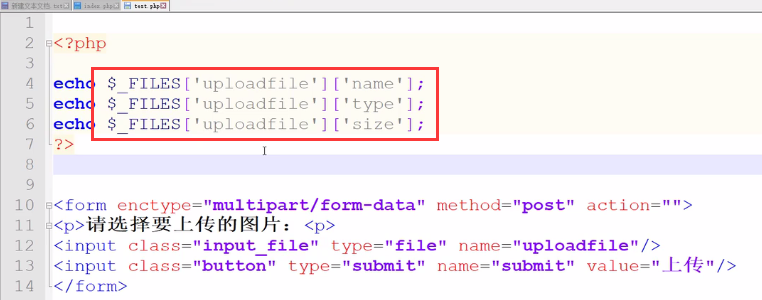 新建文本文档.txt index.php test.php
1
2 <?php
3
4 echo $_FILES['uploadfile']['name'];
5 echo $_FILES['uploadfile']['type'];
6 echo $_FILES['uploadfile']['size'];
7 ?>
8
9
10 <form enctype="multipart/form-data" method="post" action="">
11 <p>请选择要上传的图片：<p>
12 <input class="input_file" type="file" name="uploadfile"/>
13 <input class="button" type="submit" name="submit" value="上传"/>
14 </form>